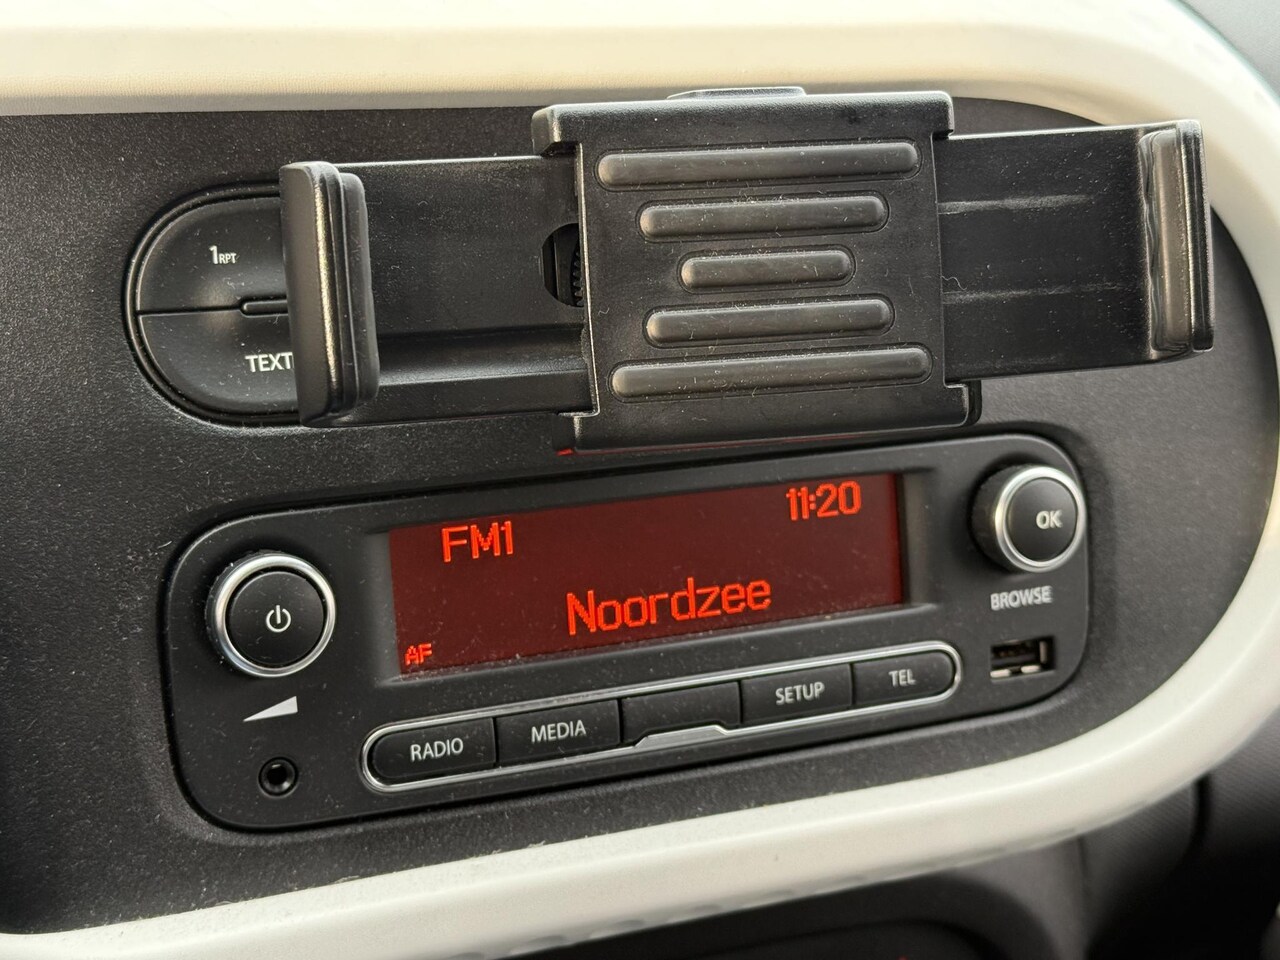 1RPT
TEXT
FM1 11:20
Noordzee
AF
OK
BROWSE
RADIO MEDIA SETUP TEL